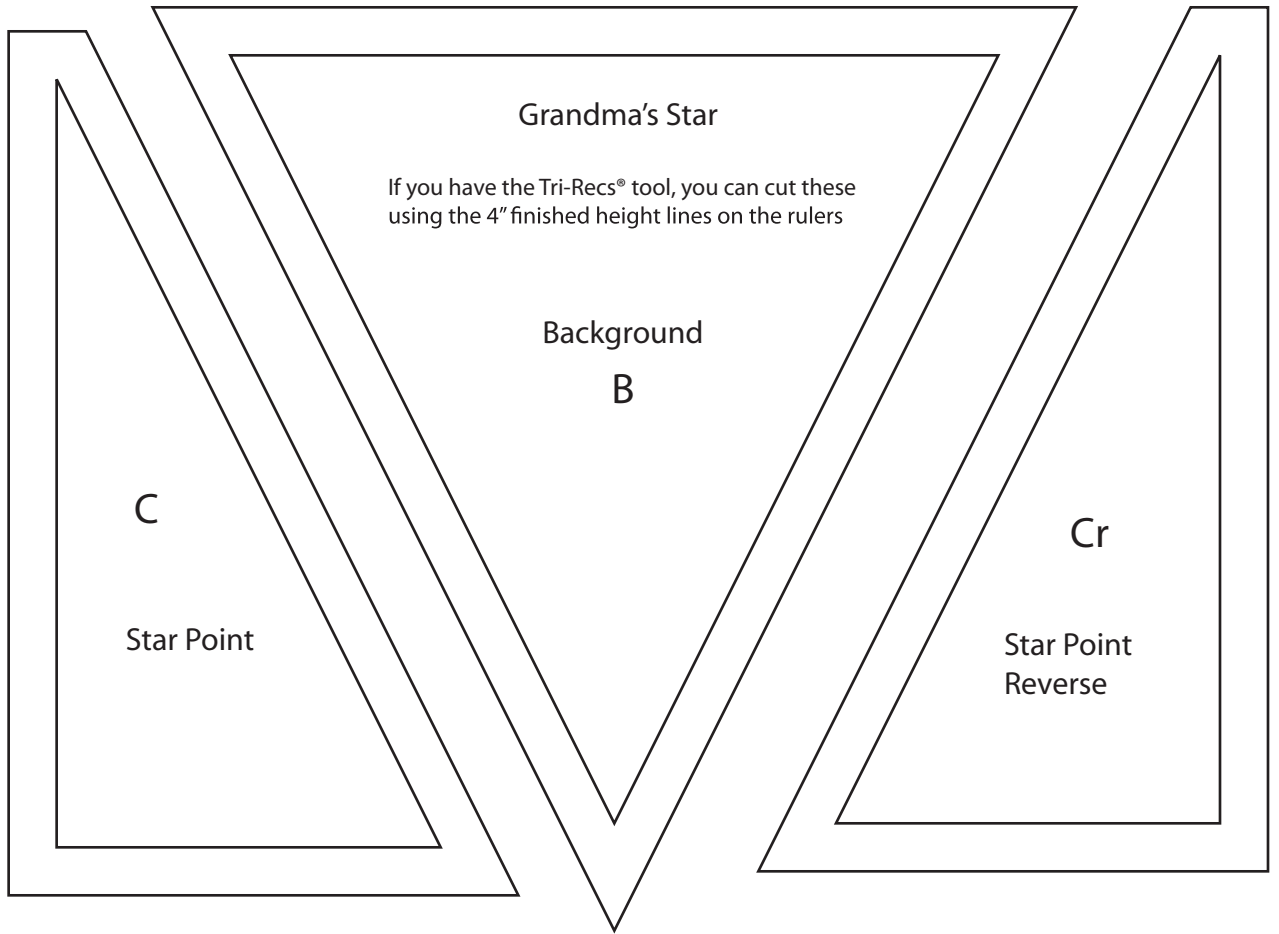 Grandma’s Star
If you have the Tri-Recs® tool, you can cut these
using the 4” finished height lines on the rulers
Background
B
C
Star Point
Cr
Star Point
Reverse